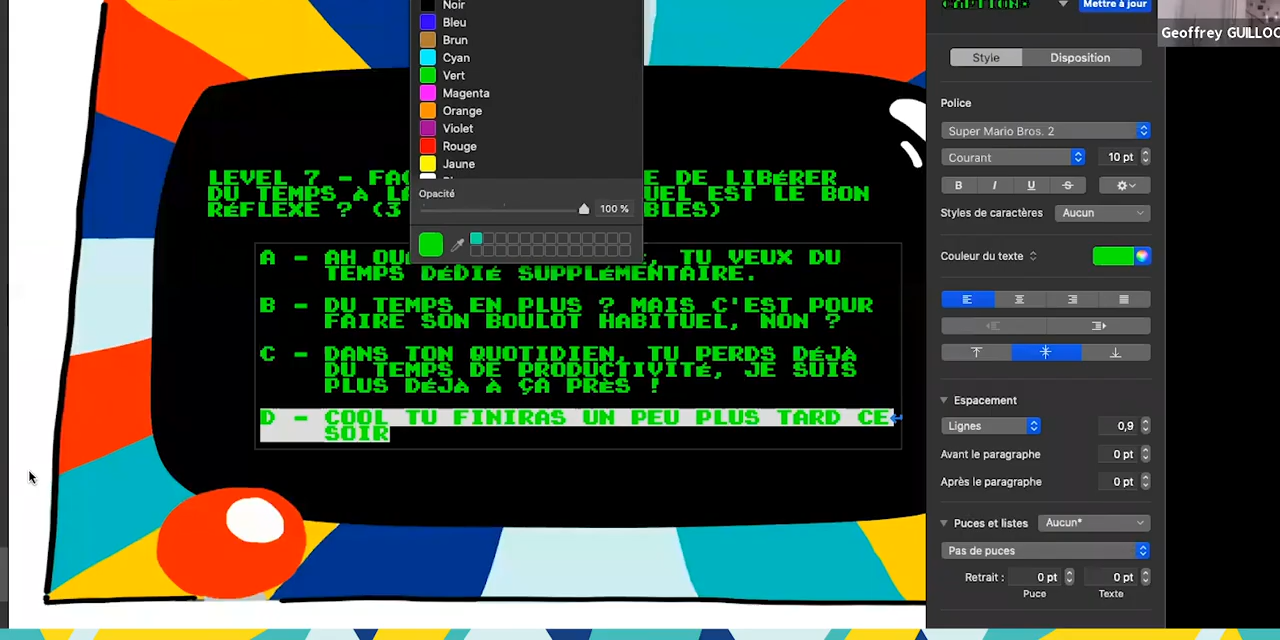 Noir
Bleu
Brun
Cyan
Vert
Magenta
Orange
Violet
Rouge
Jaune
Opacité
100 %
LEVEL 7 - E DE LIBÉRER
DU TEMPS À EL EST LE BON
RÉFLEXE ? (3 BLES)
A - AH TU VEUX DU
TEMPS DÉDIÉ SUPPLÉMENTAIRE.
B - DU TEMPS EN PLUS ? MAIS C'EST POUR
FAIRE SON BOULOT HABITUEL, NON ?
C - DANS TON QUOTIDIEN, TU PERDS DÉJÀ
DU TEMPS DE PRODUCTIVITÉ, JE SUIS
PLUS DÉJÀ À ÇA PRÈS !
D - COOL TU FINIRAS UN PEU PLUS TARD CE
SOIR
Mettre à jour
Geoffrey GUILLOC
Style Disposition
Police
Super Mario Bros. 2
Courant 10 pt
B I U S
Styles de caractères Aucun
Couleur du texte
Espacement
Lignes 0,9
Avant le paragraphe 0 pt
Après le paragraphe 0 pt
Puces et listes Aucun*
Pas de puces
Retrait : 0 pt 0 pt
Puce Texte